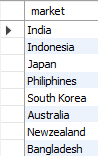 market
India
Indonesia
Japan
Philiphines
South Korea
Australia
Newzealand
Bangladesh